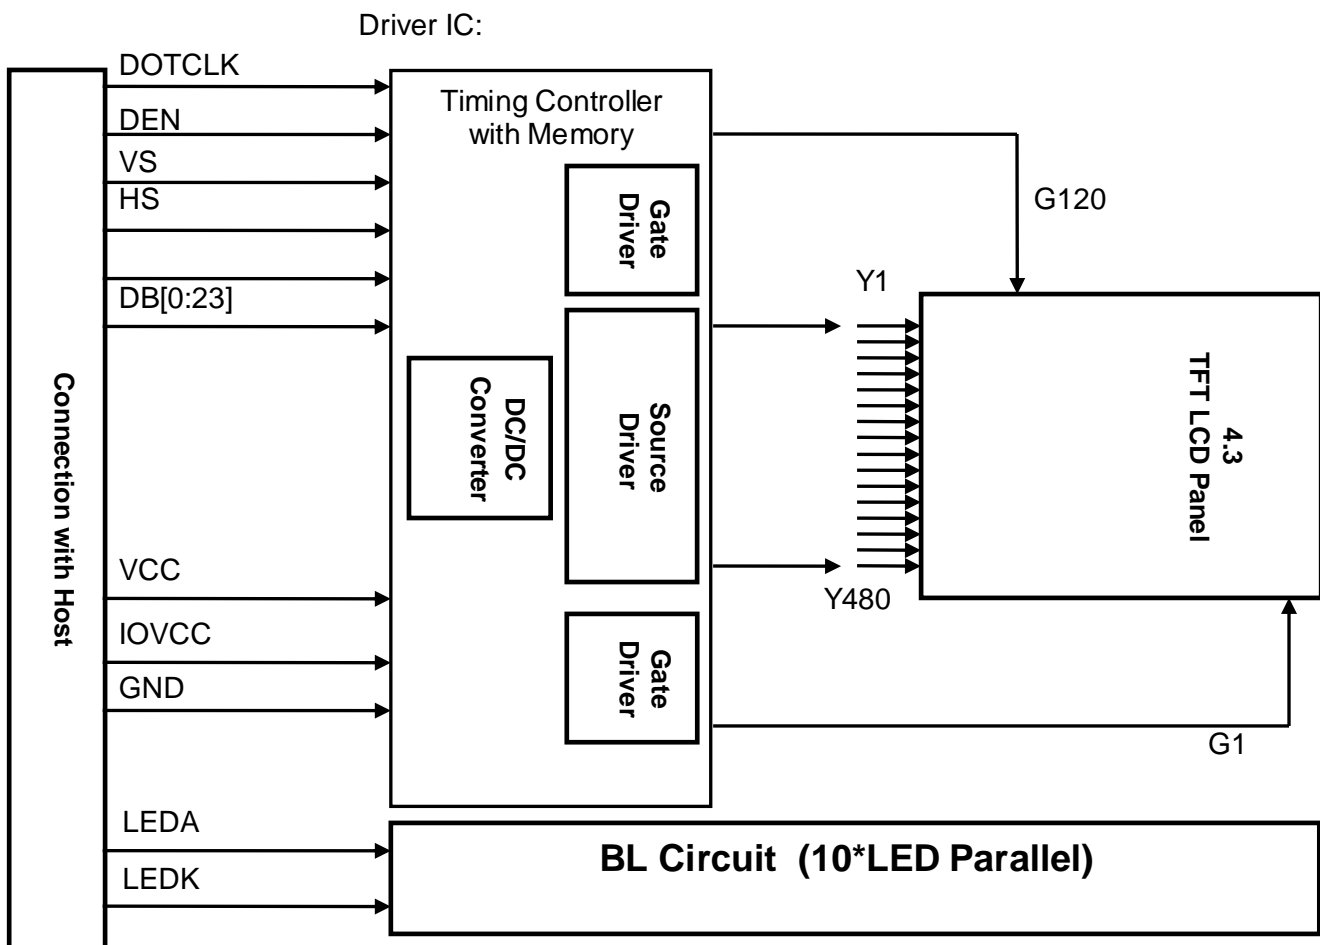 Driver IC:
DOTCLK
DEN
VS
HS
DB[0:23]
VCC
IOVCC
GND
LEDA
LEDK
Connection with Host
Timing Controller
with Memory
Gate
Driver
DC/DC
Converter
Source
Driver
Gate
Driver
G120
Y1
Y480
G1
4.3
TFT LCD Panel
BL Circuit (10*LED Parallel)